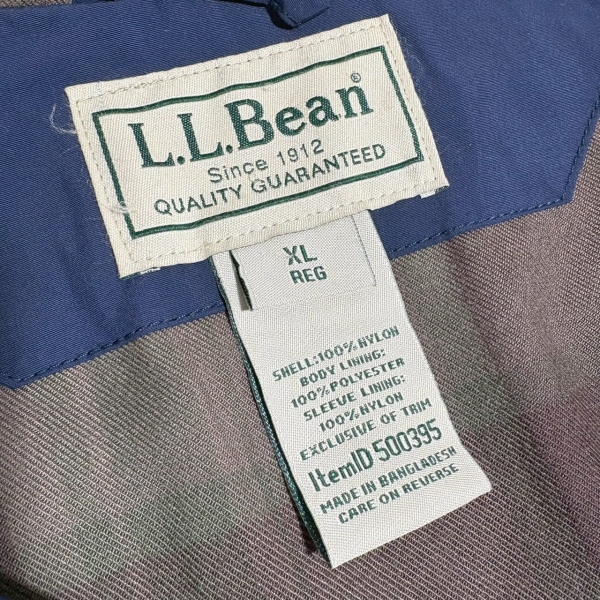 L.L.Bean®
Since 1912
QUALITY GUARANTEED
XL
REG
SHELL:100% NYLON
BODY LINING:
100% POLYESTER
SLEEVE LINING:
100% NYLON
EXCLUSIVE OF TRIM
ItemID 500395
MADE IN BANGLADESH
CARE ON REVERSE